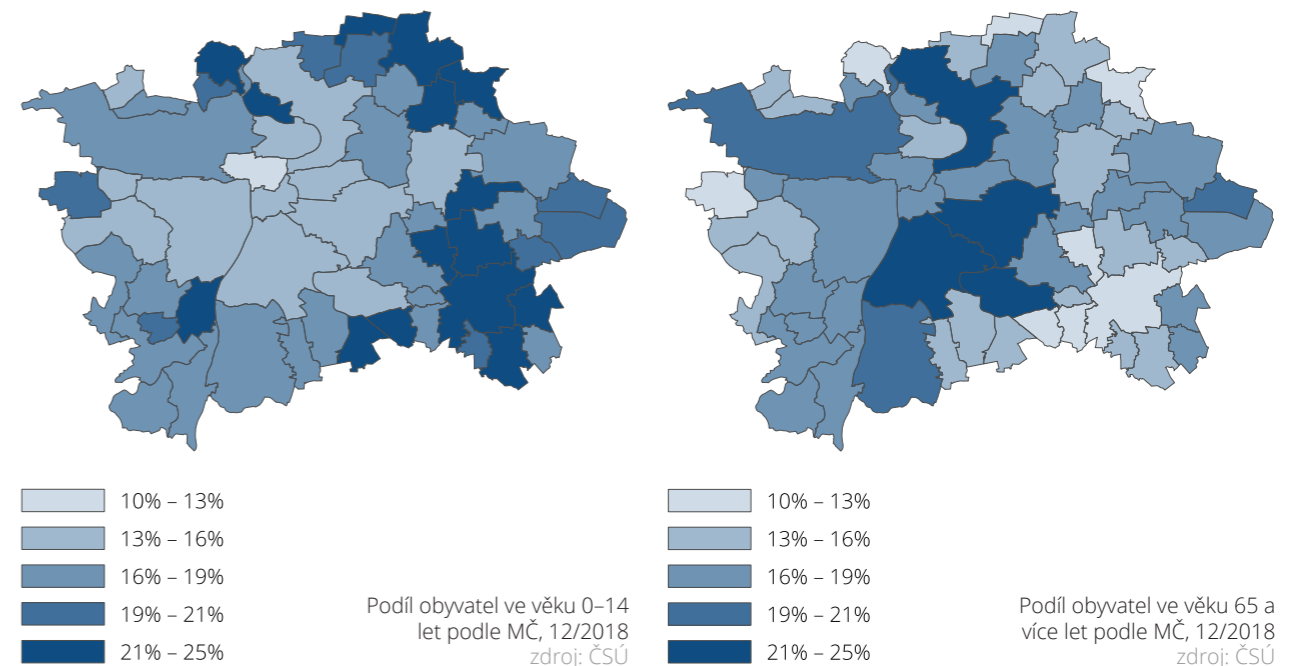 10% – 13%
13% – 16%
16% – 19%
19% – 21%
21% – 25%
Podíl obyvatel ve věku 0–14
let podle MČ, 12/2018
zdroj: ČSÚ
10% – 13%
13% – 16%
16% – 19%
19% – 21%
21% – 25%
Podíl obyvatel ve věku 65 a
více let podle MČ, 12/2018
zdroj: ČSÚ